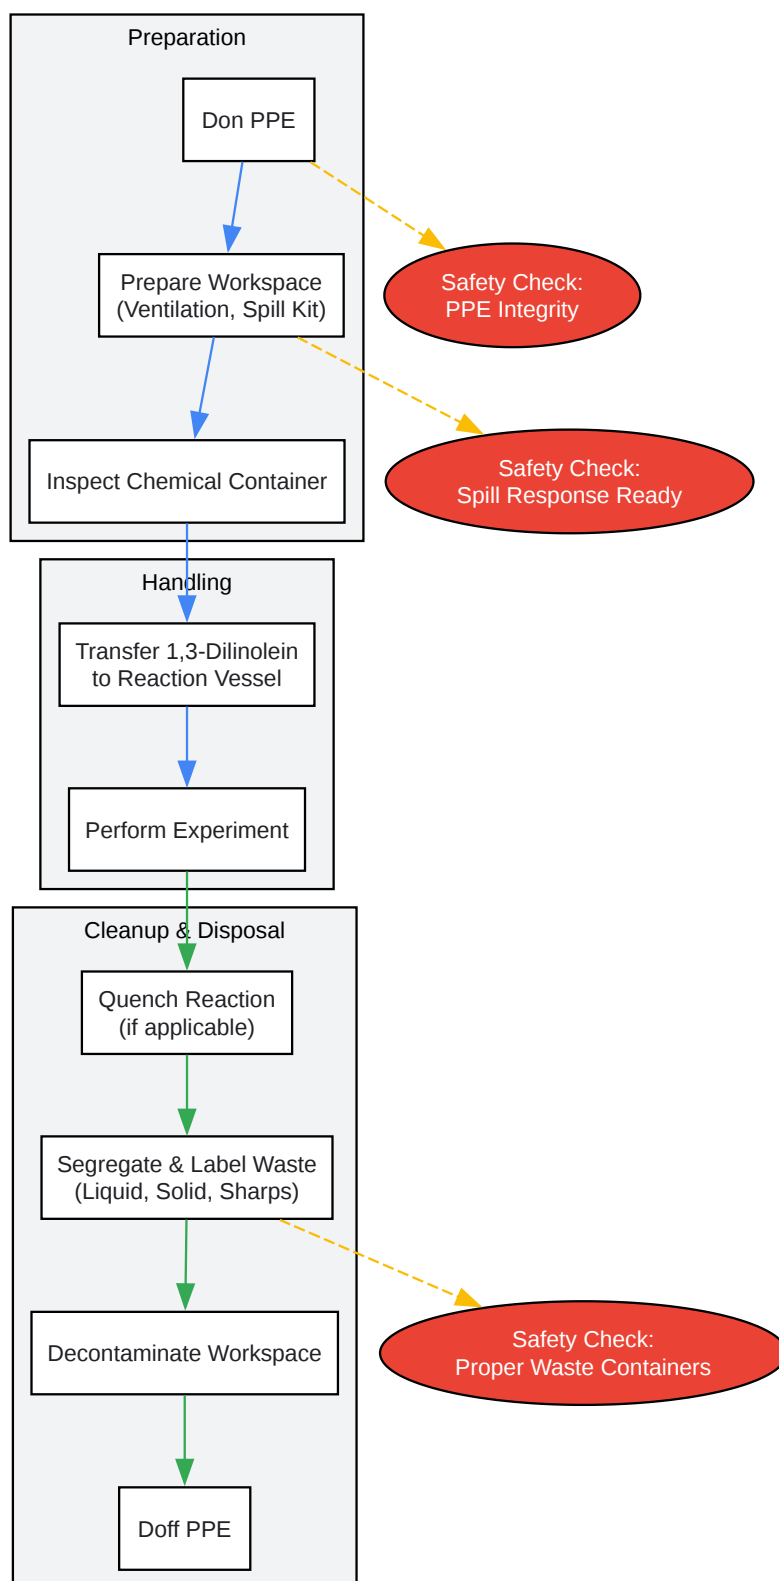 Preparation
Don PPE
Prepare Workspace
(Ventilation, Spill Kit)
Safety Check:
PPE Integrity
Inspect Chemical Container
Safety Check:
Spill Response Ready
Handling
Transfer 1,3-Dilinolein
to Reaction Vessel
Perform Experiment
Cleanup & Disposal
Quench Reaction
(if applicable)
Segregate & Label Waste
(Liquid, Solid, Sharps)
Decontaminate Workspace
Safety Check:
Proper Waste Containers
Doff PPE